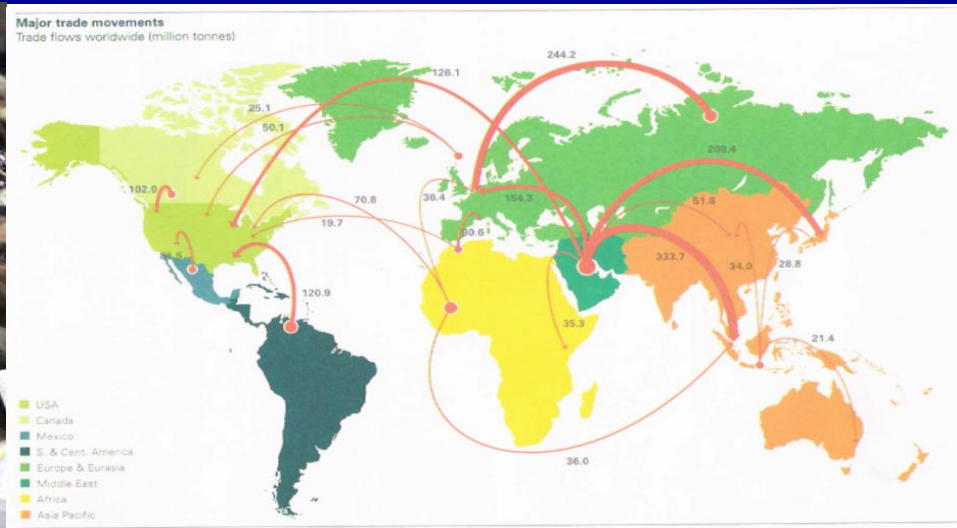 Major trade movements
Trade flows worldwide (million tonnes)
244.2
126.1
25.1
50.1
208.4
102.0
70.8
36.4
154.3
51.8
19.7
90.6
333.7
34.0
28.8
120.9
35.3
21.4
36.0
USA
Canada
Mexico
S. & Cent. America
Europe & Eurasia
Middle East
Africa
Asia Pacific